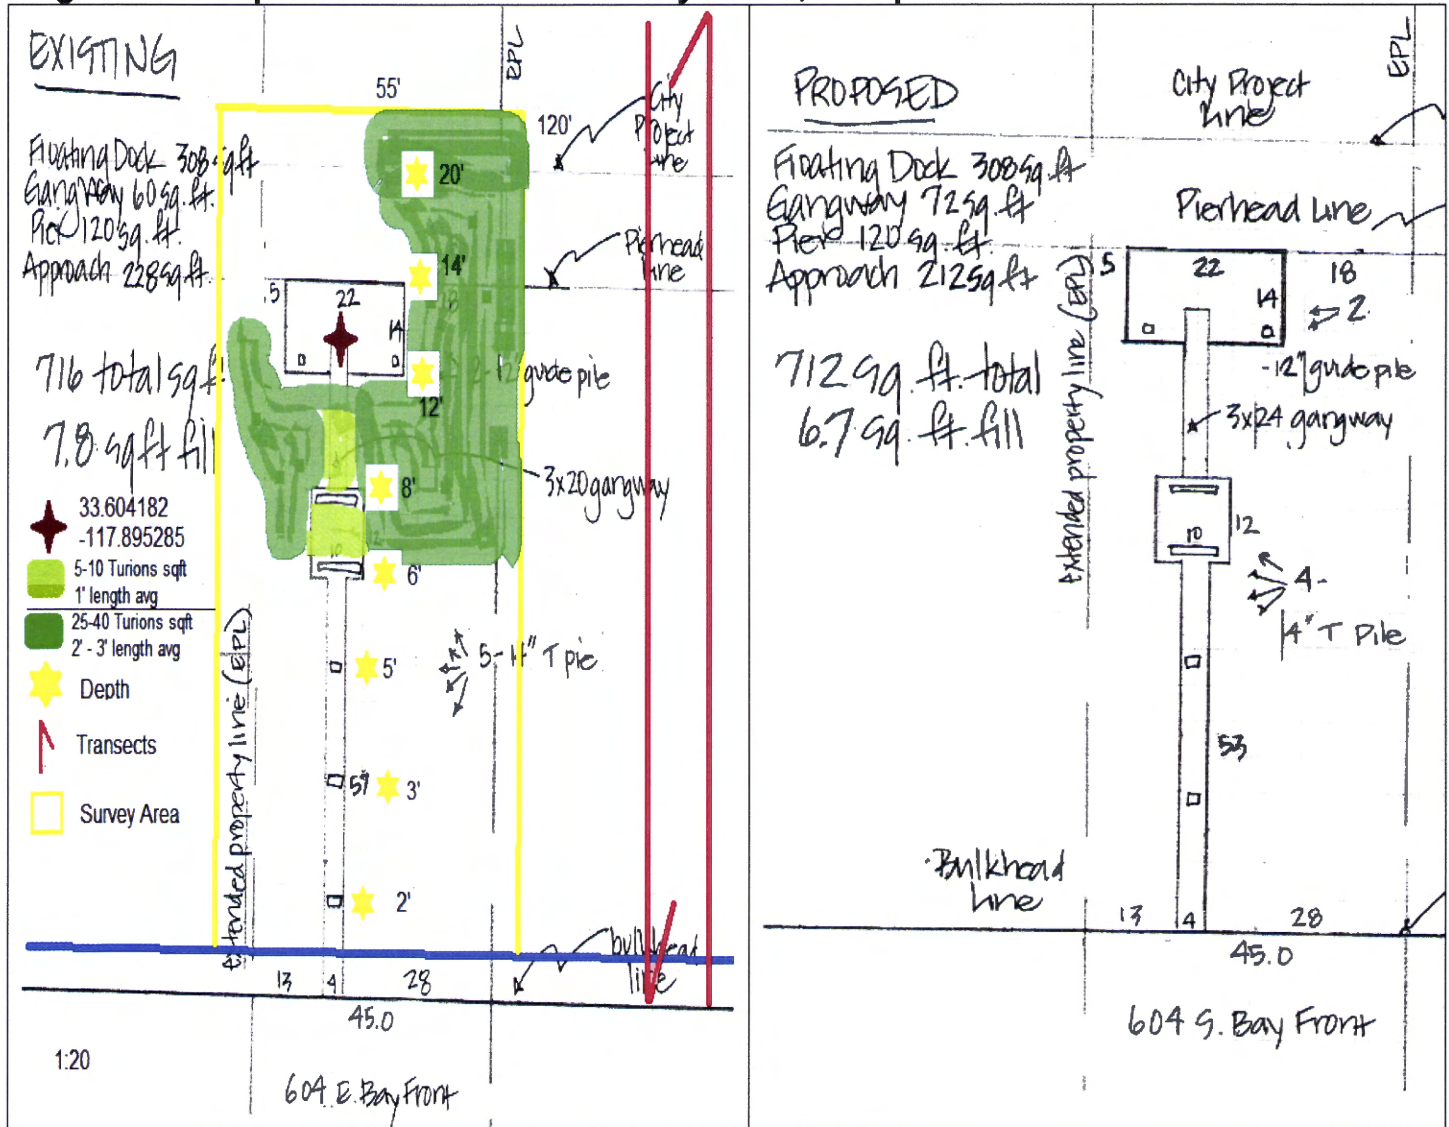 EXISTING
55'
EPL
120'
City
Project
Line
Floating Dock 308 sq ft
Gangway 60 sq. ft.
Pier 120 sq. ft.
Approach 228 sq. ft.
20'
14'
18
Pierhead
Line
5
22
14
716 total sq ft
2-12" guide pile
12'
7.8 sq ft fill
8'
3x20 gangway
33.604182
-117.895285
5-10 Turions sqft
1' length avg
25-40 Turions sqft
2' - 3' length avg
Depth
Transects
Survey Area
10
12
6'
5'
5-14" T pile
59
3'
2'
Extended property line (EPL)
bulkhead
line
13
4
28
45.0
1:20
604 E. Bay Front
PROPOSED
City Project
Line
EPL
Floating Dock 308 sq. ft
Gangway 72 sq. ft
Pier 120 sq. ft.
Approach 212 sq ft
Pierhead Line
5
22
14
18
2
-12" guide pile
712 sq. ft. total
6.7 sq. ft. fill
3x24 gangway
Extended property line (EPL)
10
12
4-
14" T Pile
53
Bulkhead
Line
13
4
28
45.0
604 S. Bay Front